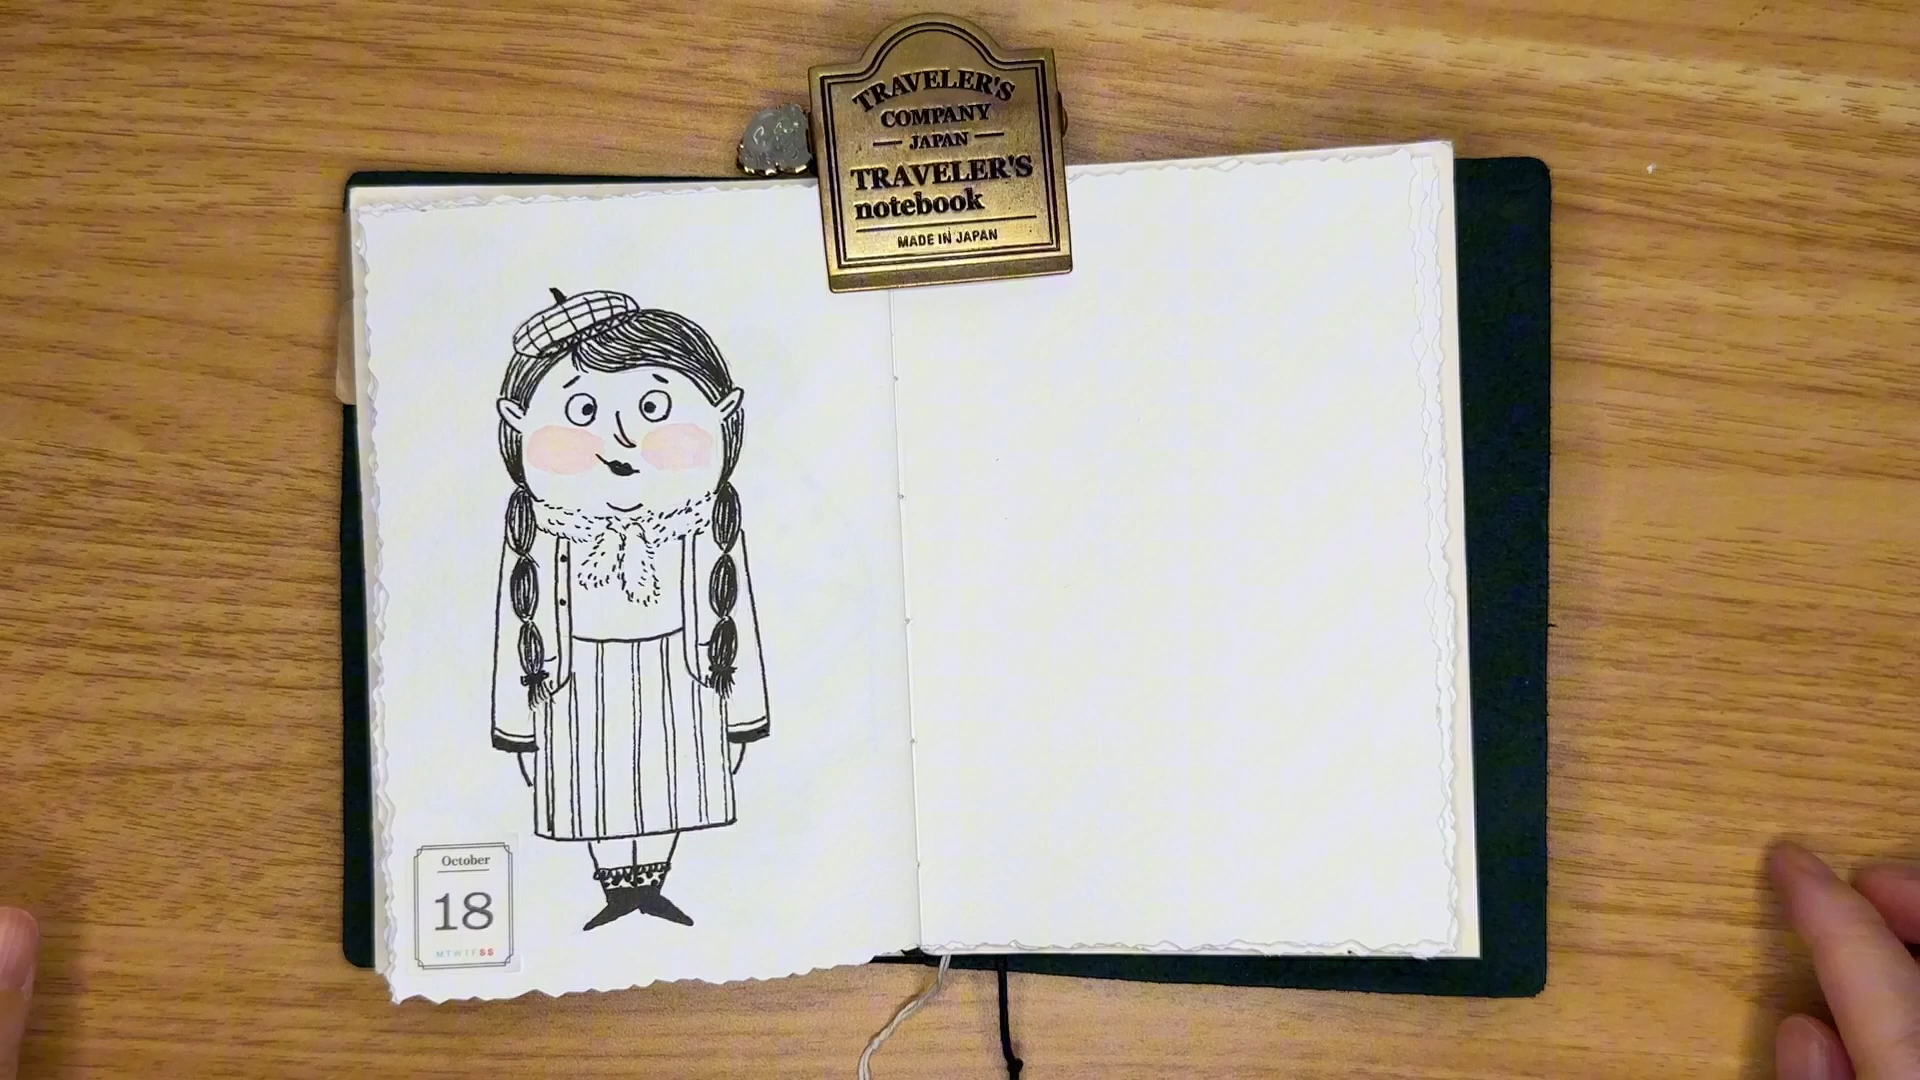 TRAVELER'S
COMPANY
JAPAN
TRAVELER'S
notebook
MADE IN JAPAN
October
18
MTWTFSS